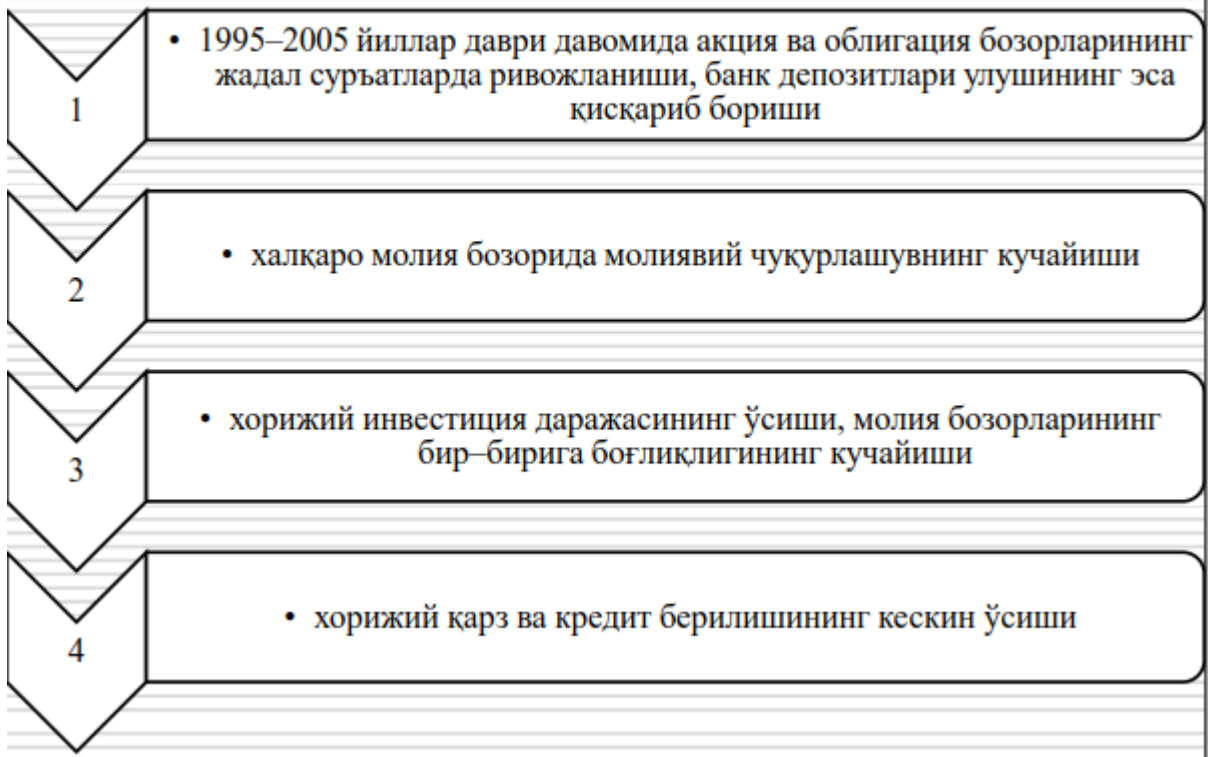 1
• 1995–2005 йиллар даври давомида акция ва облигация бозорларининг
жадал суръатларда ривожланиши, банк депозитлари улушининг эса
қисқариб бориши
2
• халқаро молия бозорида молиявий чуқурлашувнинг кучайиши
3
• хорижий инвестиция даражасининг ўсиши, молия бозорларининг
бир–бирига боғлиқлигининг кучайиши
4
• хорижий қарз ва кредит берилишининг кескин ўсиши